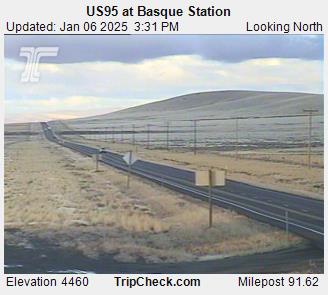 US95 at Basque Station
Updated: Jan 06 2025 3:31 PM Looking North
Elevation 4460 TripCheck.com Milepost 91.62